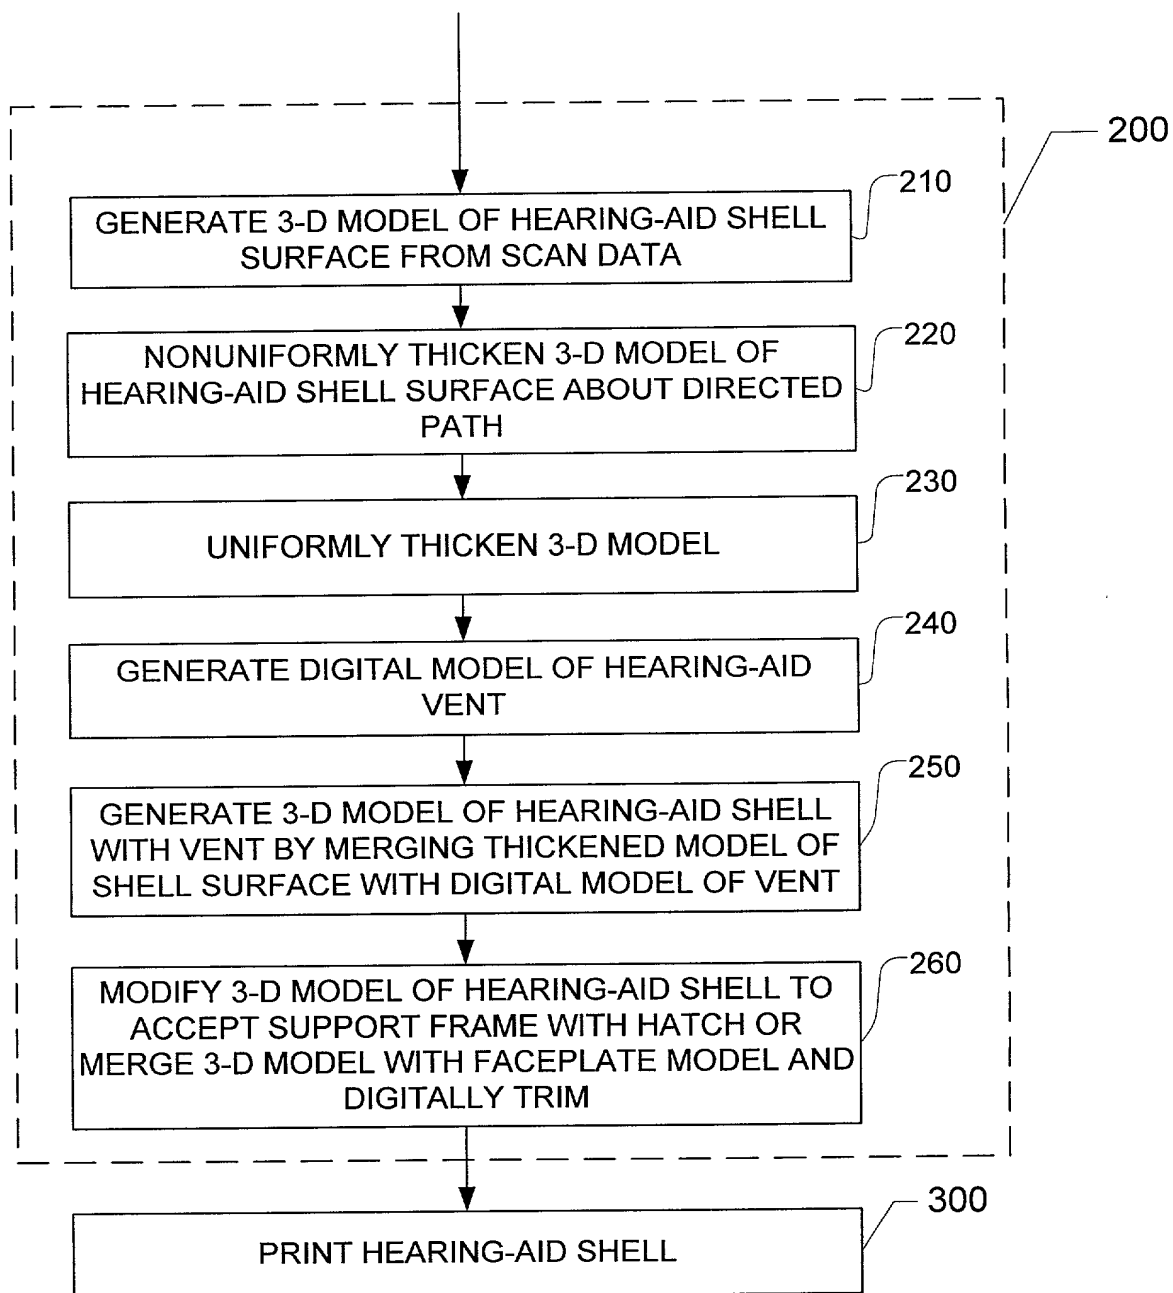 200
210
GENERATE 3-D MODEL OF HEARING-AID SHELL
SURFACE FROM SCAN DATA
220
NONUNIFORMLY THICKEN 3-D MODEL OF
HEARING-AID SHELL SURFACE ABOUT DIRECTED
PATH
230
UNIFORMLY THICKEN 3-D MODEL
240
GENERATE DIGITAL MODEL OF HEARING-AID
VENT
250
GENERATE 3-D MODEL OF HEARING-AID SHELL
WITH VENT BY MERGING THICKENED MODEL OF
SHELL SURFACE WITH DIGITAL MODEL OF VENT
260
MODIFY 3-D MODEL OF HEARING-AID SHELL TO
ACCEPT SUPPORT FRAME WITH HATCH OR
MERGE 3-D MODEL WITH FACEPLATE MODEL AND
DIGITALLY TRIM
300
PRINT HEARING-AID SHELL